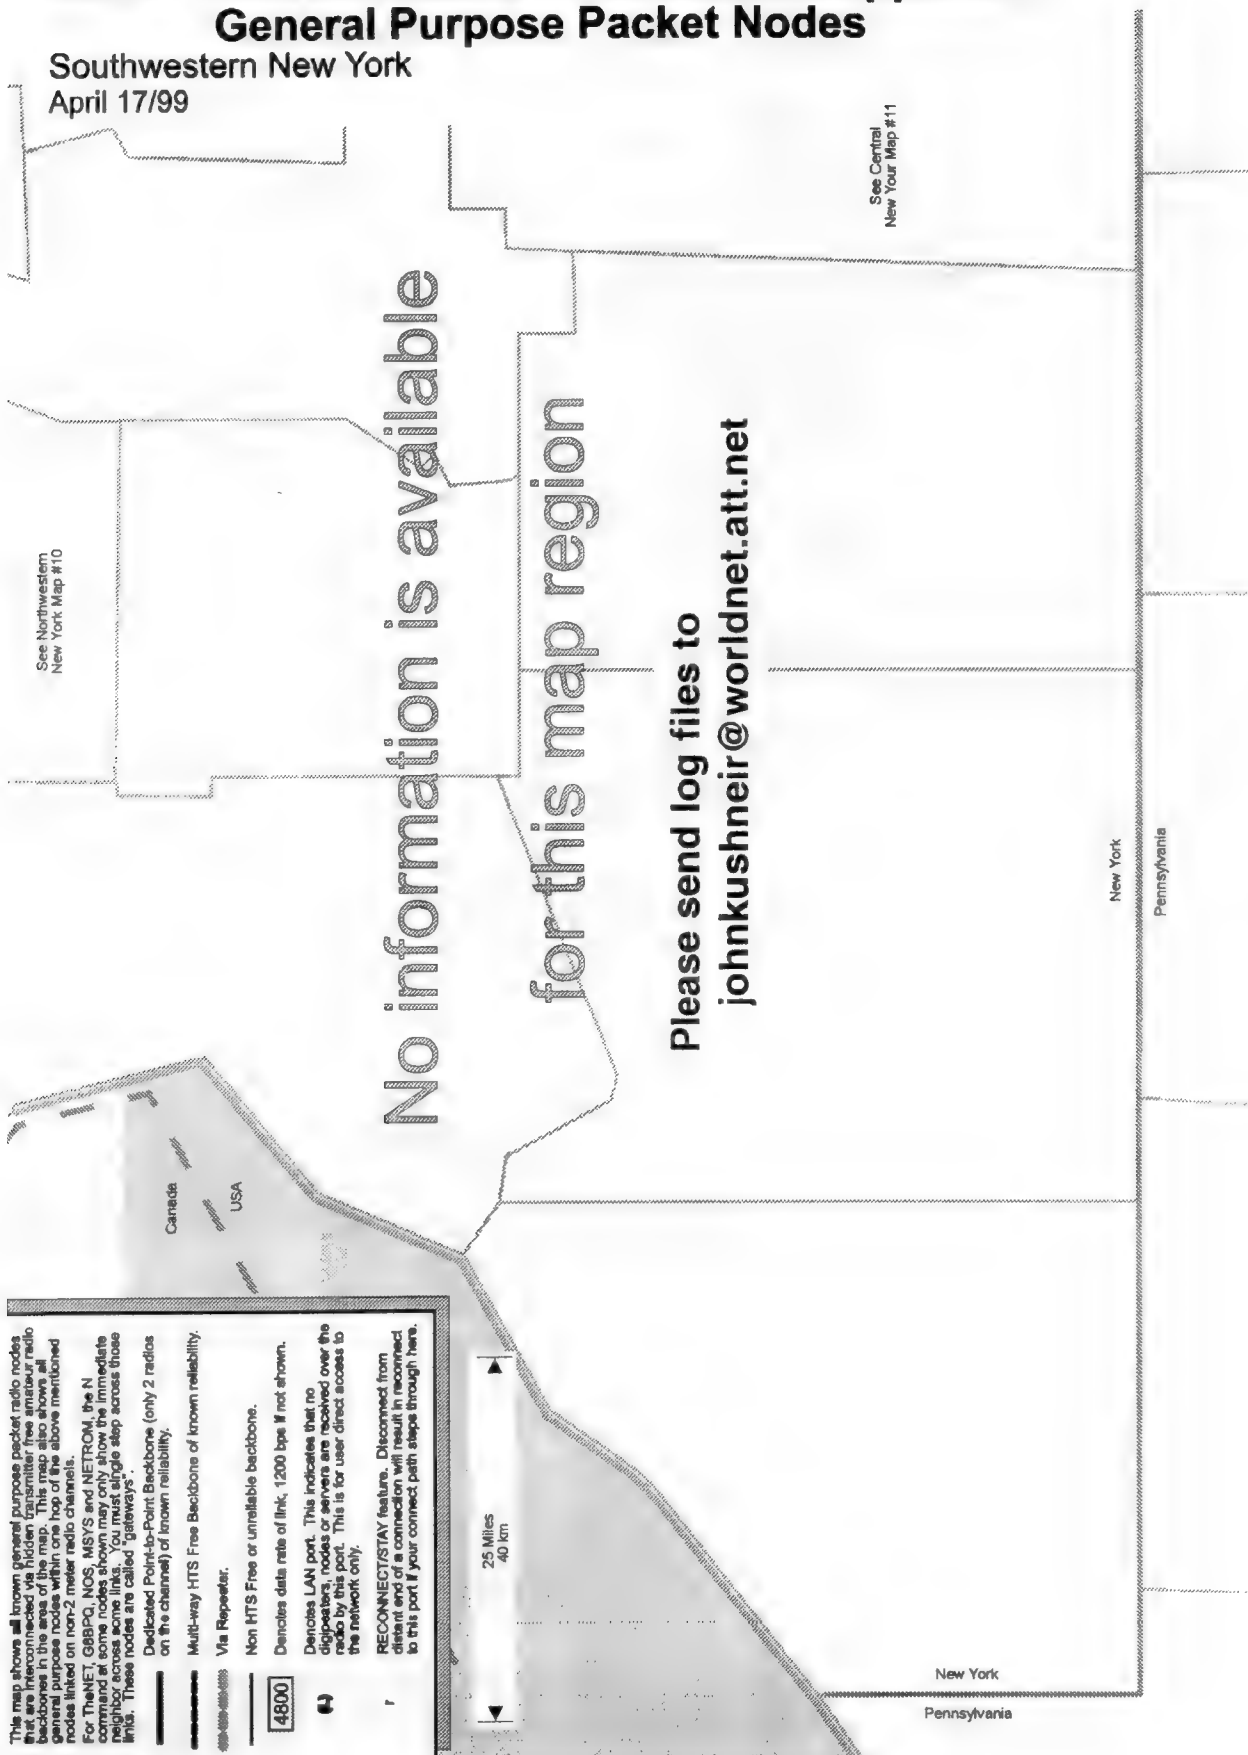 General Purpose Packet Nodes
Southwestern New York
April 17/99
See Northwestern
New York Map #10
See Central
New Your Map #11
No information is available
for this map region
Please send log files to
johnkushneir@worldnet.att.net
Canada
USA
This map shows all known general purpose packet radio nodes
that are interconnected via hidden transmitter free amateur radio
backbones in the area of the map. This map also shows all
general purpose nodes within one hop of the above mentioned
nodes linked on non-2 meter radio channels.
For TheNET, G8BPQ, NOS, MSYS and NETROM, the N
command at some nodes shown may only show the immediate
neighbor across some links. You must single step across those
links. These nodes are called "gateways".
Dedicated Point-to-Point Backbone (only 2 radios
on the channel) of known reliability.
Multi-way HTS Free Backbone of known reliability.
Via Repeater.
Non HTS Free or unreliable backbone.
4800 Denotes data rate of link, 1200 bps if not shown.
Denotes LAN port. This indicates that no
digipeaters, nodes or servers are received over the
radio by this port. This is for user direct access to
the network only.
r RECONNECT/STAY feature. Disconnect from
distant end of a connection will result in reconnect
to this port if your connect path steps through here.
25 Miles
40 km
New York
Pennsylvania
New York
Pennsylvania